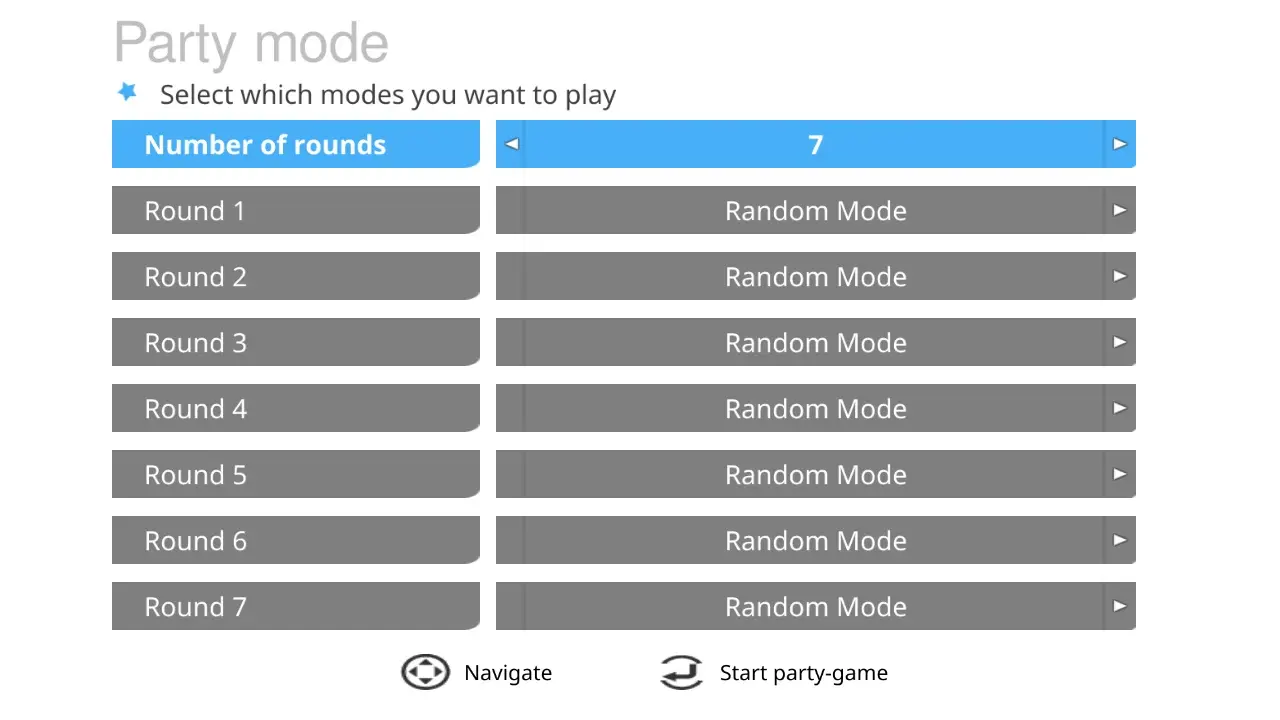 Party mode
Select which modes you want to play
Number of rounds 7
Round 1 Random Mode
Round 2 Random Mode
Round 3 Random Mode
Round 4 Random Mode
Round 5 Random Mode
Round 6 Random Mode
Round 7 Random Mode
Navigate Start party-game